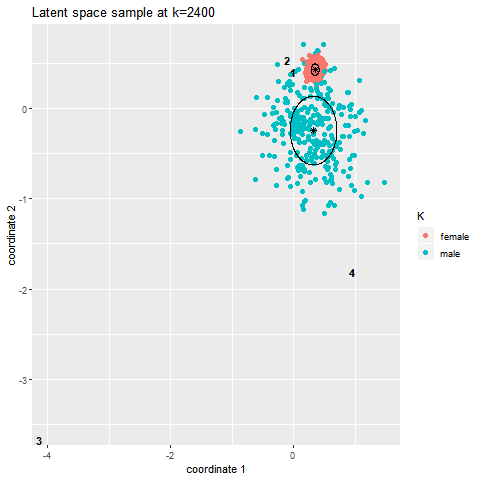 Latent space sample at k=2400
2
1
0
-1
4
-2
-3
3
-4
-2
0
coordinate 1
coordinate 2
K
female
male